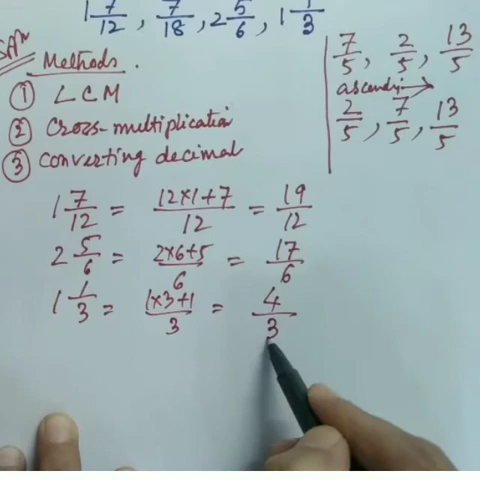 1 7/12, 7/18, 2 5/6, 1 1/3
Solⁿ
Methods.
① LCM
② Cross-multiplication
③ converting decimal
1 7/12 = 12×1+7/12 = 19/12
2 5/6 = 2×6+5/6 = 17/6
1 1/3 = 1×3+1/3 = 4/3
7/5, 2/5, 13/5
ascendi→
2/5, 7/5, 13/5